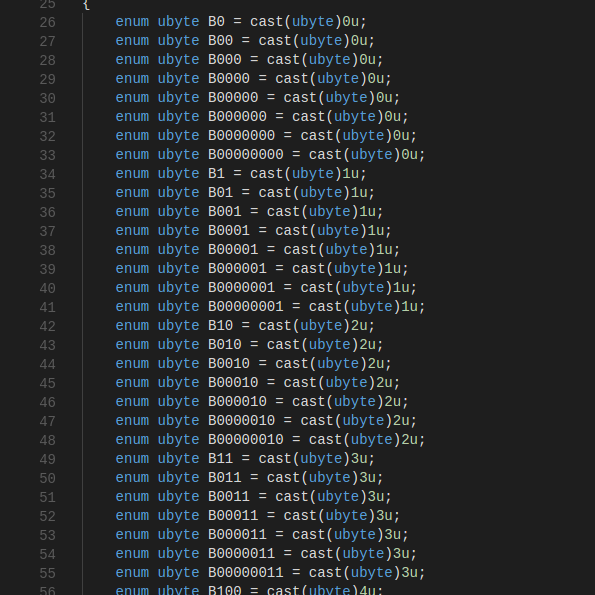 25 {
26 enum ubyte B0 = cast(ubyte)0u;
27 enum ubyte B00 = cast(ubyte)0u;
28 enum ubyte B000 = cast(ubyte)0u;
29 enum ubyte B0000 = cast(ubyte)0u;
30 enum ubyte B00000 = cast(ubyte)0u;
31 enum ubyte B000000 = cast(ubyte)0u;
32 enum ubyte B0000000 = cast(ubyte)0u;
33 enum ubyte B00000000 = cast(ubyte)0u;
34 enum ubyte B1 = cast(ubyte)1u;
35 enum ubyte B01 = cast(ubyte)1u;
36 enum ubyte B001 = cast(ubyte)1u;
37 enum ubyte B0001 = cast(ubyte)1u;
38 enum ubyte B00001 = cast(ubyte)1u;
39 enum ubyte B000001 = cast(ubyte)1u;
40 enum ubyte B0000001 = cast(ubyte)1u;
41 enum ubyte B00000001 = cast(ubyte)1u;
42 enum ubyte B10 = cast(ubyte)2u;
43 enum ubyte B010 = cast(ubyte)2u;
44 enum ubyte B0010 = cast(ubyte)2u;
45 enum ubyte B00010 = cast(ubyte)2u;
46 enum ubyte B000010 = cast(ubyte)2u;
47 enum ubyte B0000010 = cast(ubyte)2u;
48 enum ubyte B00000010 = cast(ubyte)2u;
49 enum ubyte B11 = cast(ubyte)3u;
50 enum ubyte B011 = cast(ubyte)3u;
51 enum ubyte B0011 = cast(ubyte)3u;
52 enum ubyte B00011 = cast(ubyte)3u;
53 enum ubyte B000011 = cast(ubyte)3u;
54 enum ubyte B0000011 = cast(ubyte)3u;
55 enum ubyte B00000011 = cast(ubyte)3u;
56 enum ubyte B100 = cast(ubyte)4u;